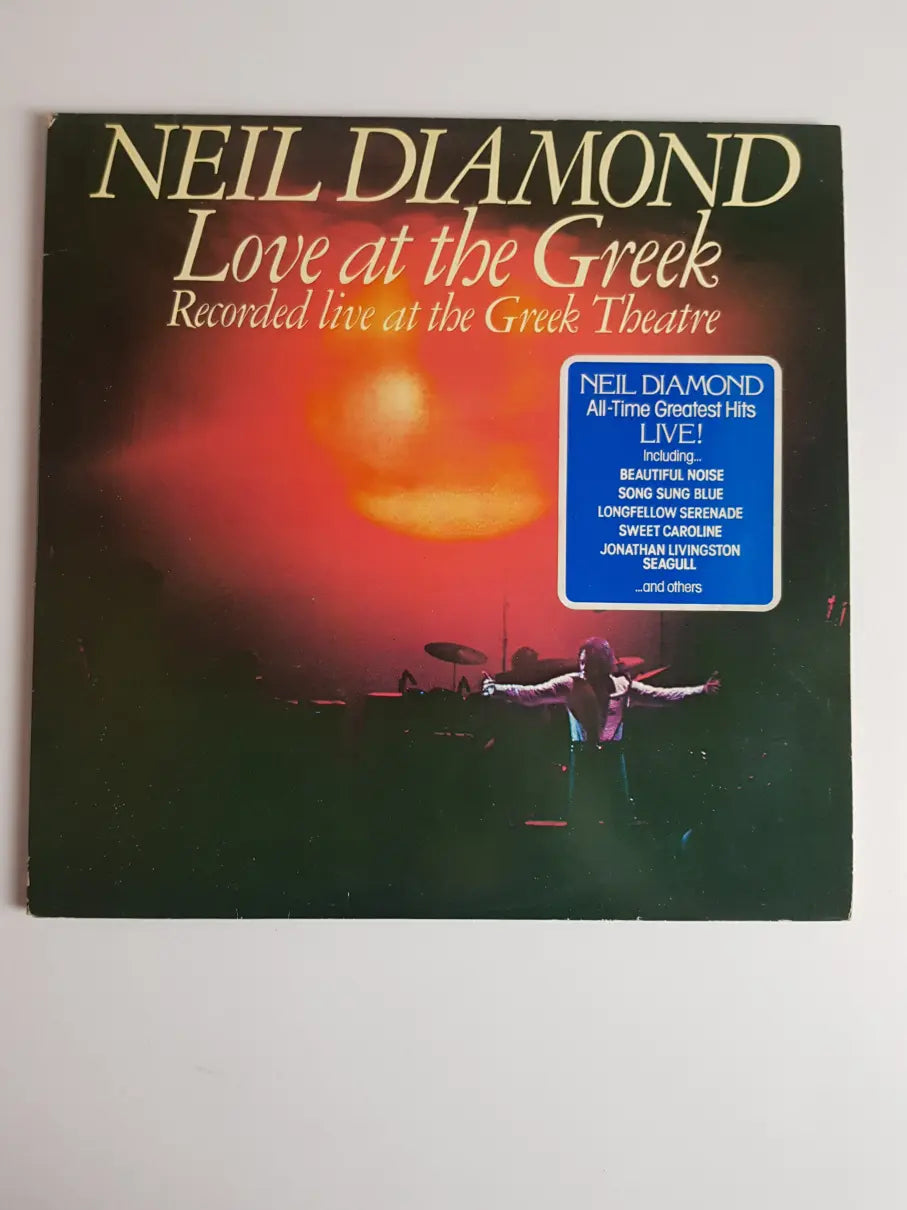 NEIL DIAMOND
Love at the Greek
Recorded live at the Greek Theatre
NEIL DIAMOND
All-Time Greatest Hits
LIVE!
Including...
BEAUTIFUL NOISE
SONG SUNG BLUE
LONGFELLOW SERENADE
SWEET CAROLINE
JONATHAN LIVINGSTON
SEAGULL
...and others